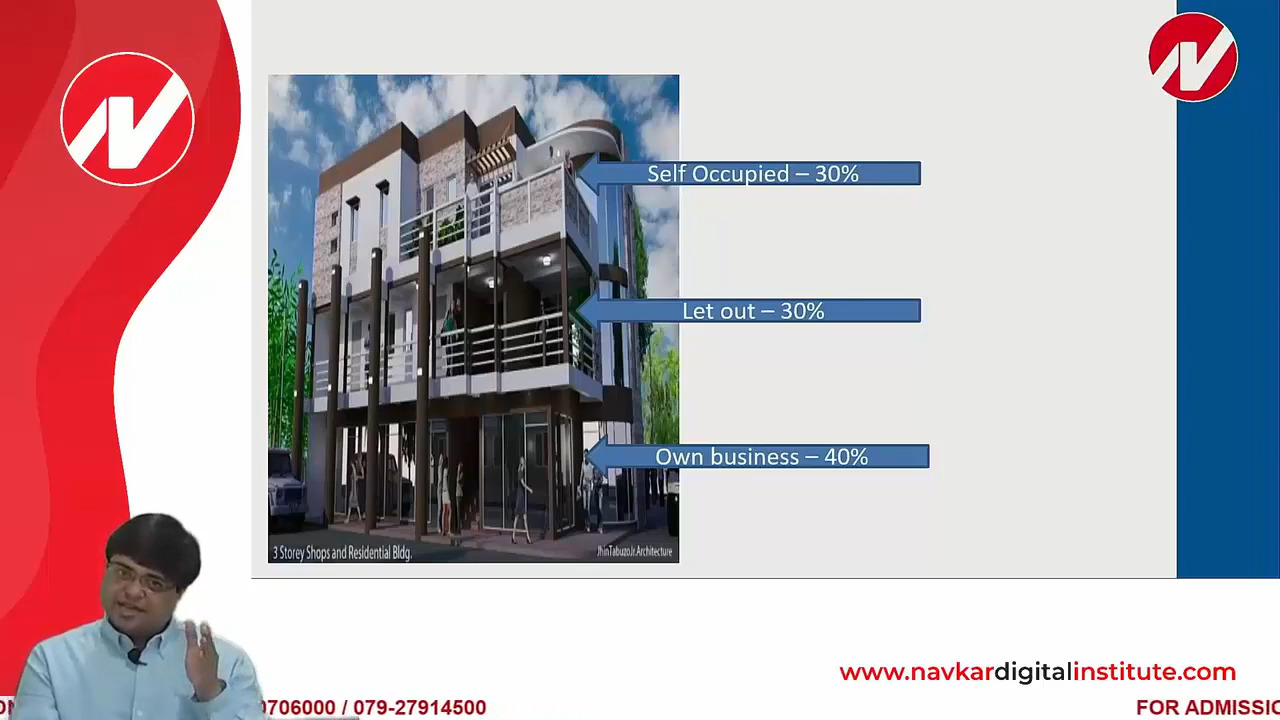 Self Occupied – 30%
Let out – 30%
Own business – 40%
3 Storey Shops and Residential Bldg.
JhinTabuzoJr.Architecture
www.navkardigitalinstitute.com
0706000 / 079-27914500
FOR ADMISSIO